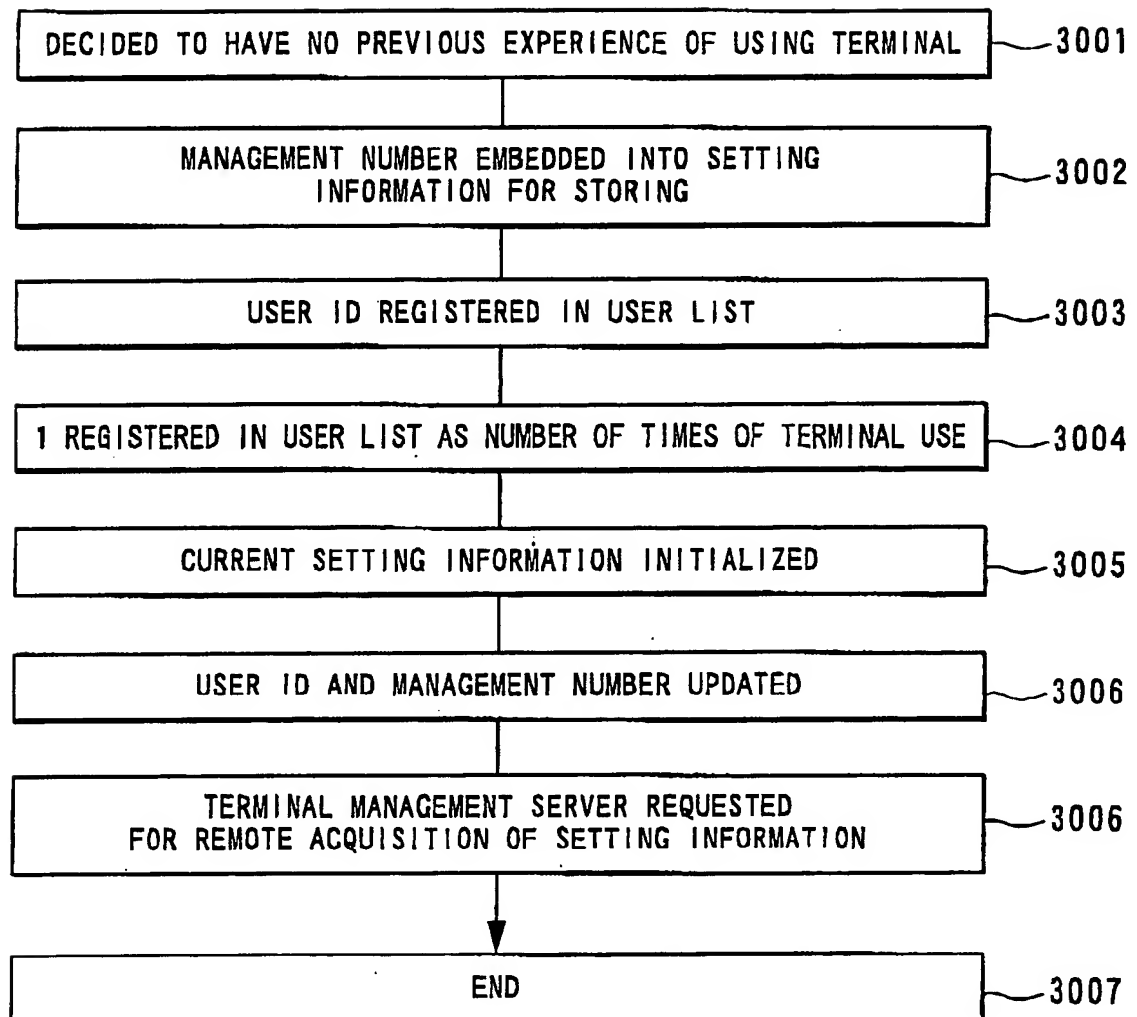 DECIDED TO HAVE NO PREVIOUS EXPERIENCE OF USING TERMINAL 3001
MANAGEMENT NUMBER EMBEDDED INTO SETTING
INFORMATION FOR STORING 3002
USER ID REGISTERED IN USER LIST 3003
1 REGISTERED IN USER LIST AS NUMBER OF TIMES OF TERMINAL USE 3004
CURRENT SETTING INFORMATION INITIALIZED 3005
USER ID AND MANAGEMENT NUMBER UPDATED 3006
TERMINAL MANAGEMENT SERVER REQUESTED
FOR REMOTE ACQUISITION OF SETTING INFORMATION 3006
END 3007